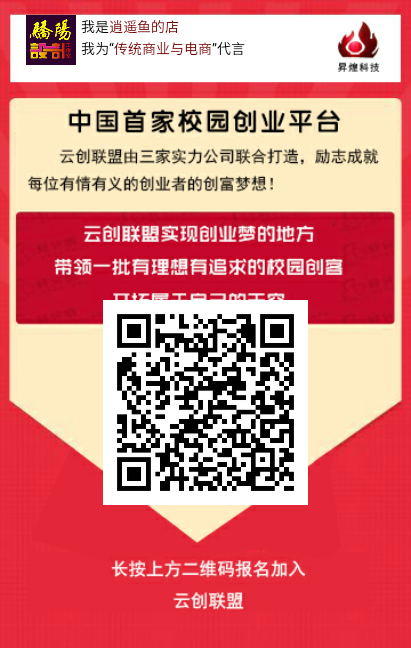 驕陽
設計
我是逍遥鱼的店
我为“传统商业与电商”代言
昇煌科技
中国首家校园创业平台
云创联盟由三家实力公司联合打造，励志成就
每位有情有义的创业者的创富梦想！
云创联盟实现创业梦的地方
带领一批有理想有追求的校园创客
长按上方二维码报名加入
云创联盟